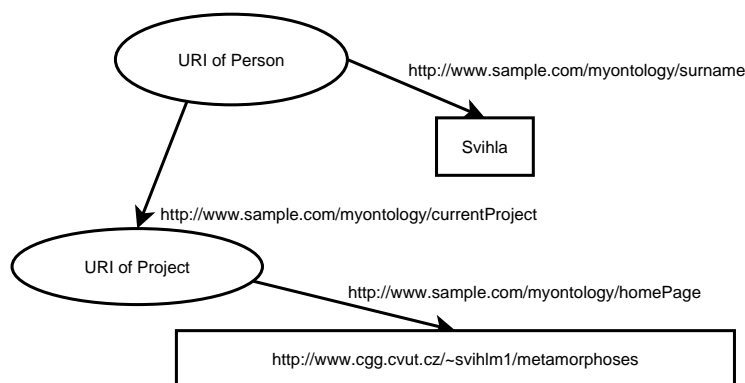 URI of Person
http://www.sample.com/myontology/surname
Svihla
http://www.sample.com/myontology/currentProject
URI of Project
http://www.sample.com/myontology/homePage
http://www.cgg.cvut.cz/~svihlm1/metamorphoses